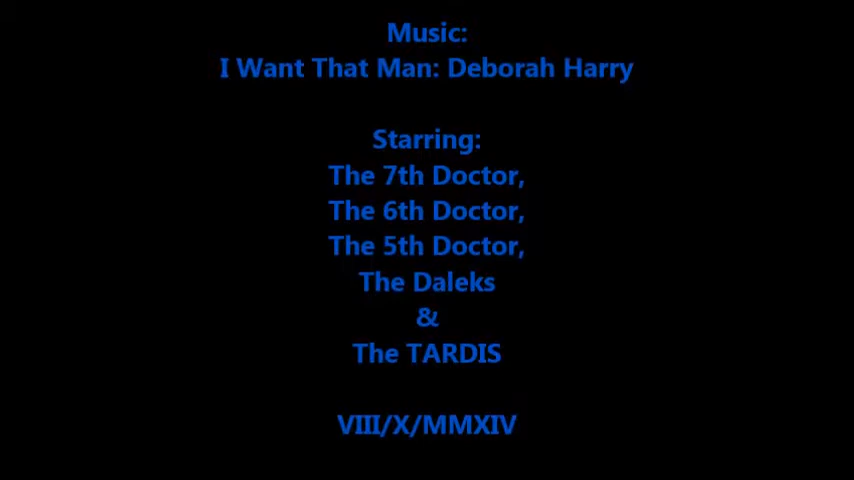 Music:
I Want That Man: Deborah Harry
Starring:
The 7th Doctor,
The 6th Doctor,
The 5th Doctor,
The Daleks
&
The TARDIS
VIII/X/MMXIV